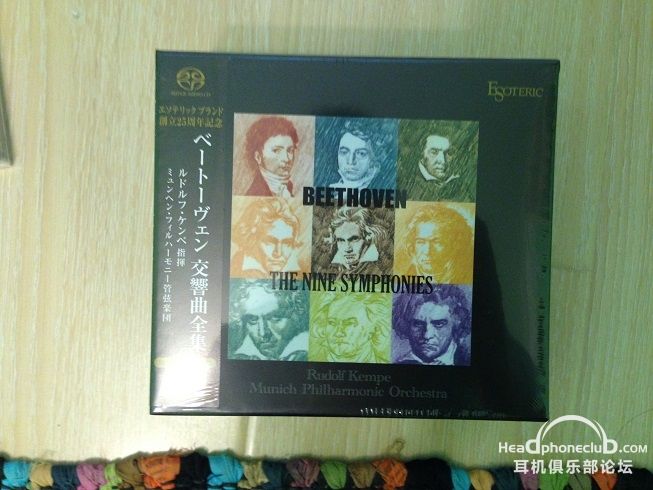 SUPER AUDIO CD
エソテリック ブランド
創立25周年記念
ベートーヴェン 交響曲全集
ルドルフ・ケンペ 指揮
ミュンヘン・フィルハーモニー管弦楽団
ESOTERIC
BEETHOVEN
THE NINE SYMPHONIES
Rudolf Kempe
Munich Philharmonic Orchestra
HeadphoneClub.com
耳机俱乐部论坛